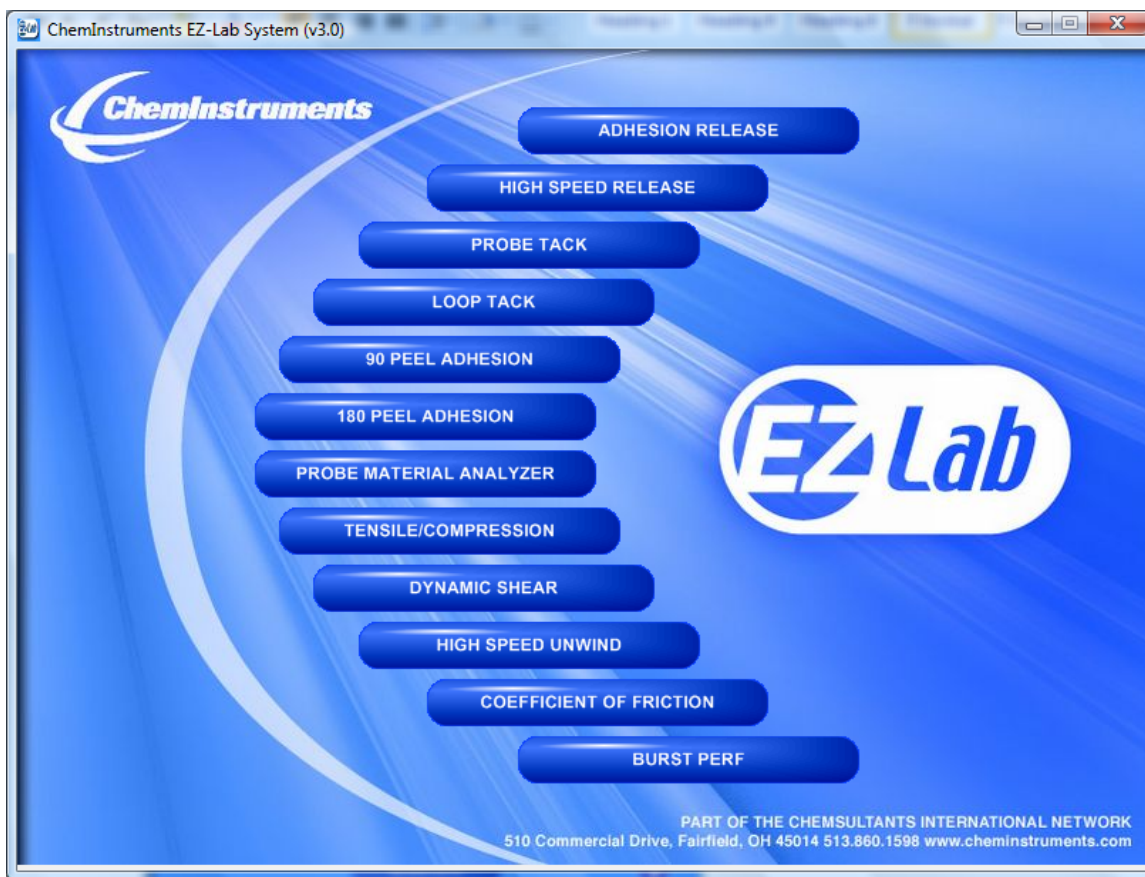 ChemInstruments EZ-Lab System (v3.0)
ChemInstruments
ADHESION RELEASE
HIGH SPEED RELEASE
PROBE TACK
LOOP TACK
90 PEEL ADHESION
180 PEEL ADHESION
PROBE MATERIAL ANALYZER
TENSILE/COMPRESSION
DYNAMIC SHEAR
HIGH SPEED UNWIND
COEFFICIENT OF FRICTION
BURST PERF
EZ Lab
PART OF THE CHEMSULTANTS INTERNATIONAL NETWORK
510 Commercial Drive, Fairfield, OH 45014 513.860.1598 www.cheminstruments.com